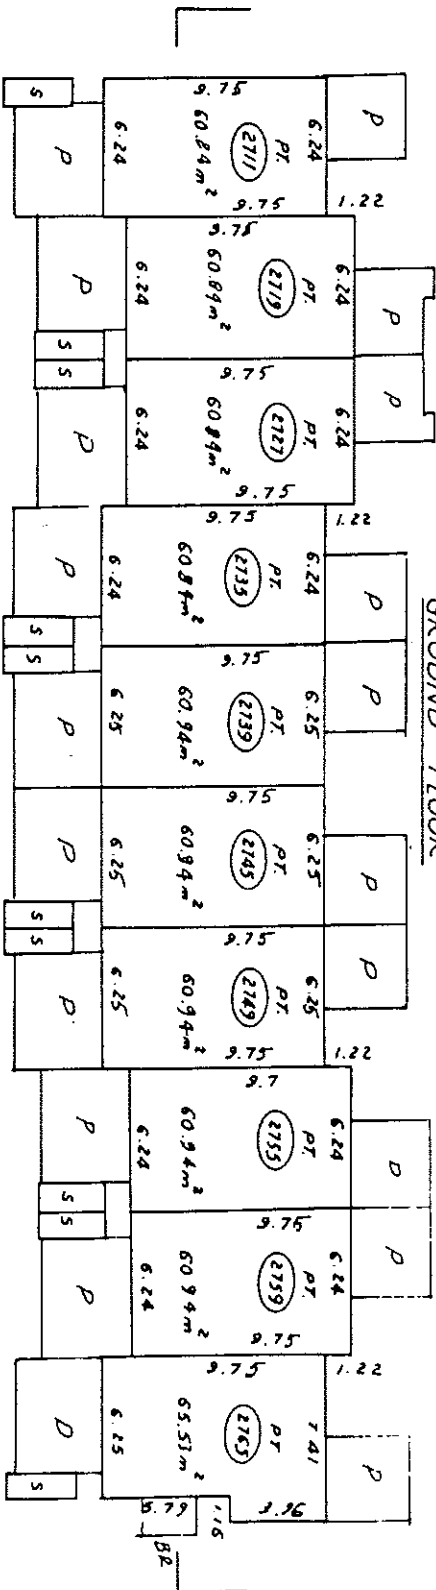 GROUND FLOOR
P
S
P
9.75
6.24
PT.
2711
60.84m²
6.24
9.75
1.22
P
9.75
6.24
PT.
2719
60.84m²
6.24
P
S
9.75
P
6.24
PT.
2727
60.84m²
6.24
S
P
9.75
9.75
1.22
P
6.24
PT.
2735
60.84m²
6.24
P
S
9.75
P
6.25
PT.
2739
60.94m²
6.25
S
P
9.75
P
6.25
PT.
2745
60.94m²
6.25
P
S
9.75
P
6.25
PT.
2749
60.94m²
6.25
S
P
9.75
1.22
9.7
P
6.24
PT.
2755
60.94m²
6.24
P
S
9.75
P
6.24
PT.
2759
60.94m²
6.24
S
P
9.75
9.75
1.22
P
7.41
PT
2765
65.53m²
6.25
P
S
3.96
1.16
5.79
BR